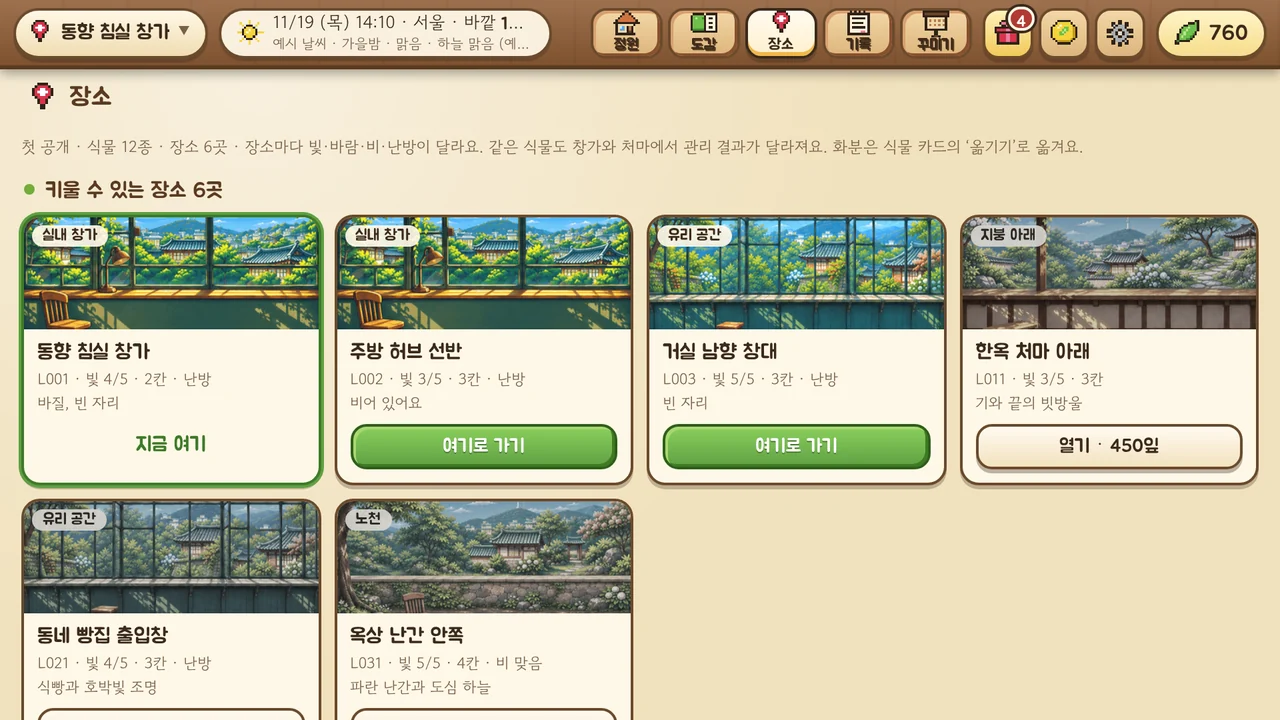 동향 침실 창가 ▼
11/19 (목) 14:10 · 서울 · 바깥 1...
예시 날씨 · 가을밤 · 맑음 · 하늘 맑음 (예...
정원
도감
장소
기록
꾸미기
4
760
장소
첫 공개 · 식물 12종 · 장소 6곳 · 장소마다 빛·바람·비·난방이 달라요. 같은 식물도 창가와 처마에서 관리 결과가 달라져요. 화분은 식물 카드의 ‘옮기기’로 옮겨요.
키울 수 있는 장소 6곳
실내 창가
동향 침실 창가
L001 · 빛 4/5 · 2칸 · 난방
바질, 빈 자리
지금 여기
실내 창가
주방 허브 선반
L002 · 빛 3/5 · 3칸 · 난방
비어 있어요
여기로 가기
유리 공간
거실 남향 창대
L003 · 빛 5/5 · 3칸 · 난방
빈 자리
여기로 가기
지붕 아래
한옥 처마 아래
L011 · 빛 3/5 · 3칸
기와 끝의 빗방울
열기 · 450잎
유리 공간
동네 빵집 출입창
L021 · 빛 4/5 · 3칸 · 난방
식빵과 호박빛 조명
노천
옥상 난간 안쪽
L031 · 빛 5/5 · 4칸 · 비 맞음
파란 난간과 도심 하늘